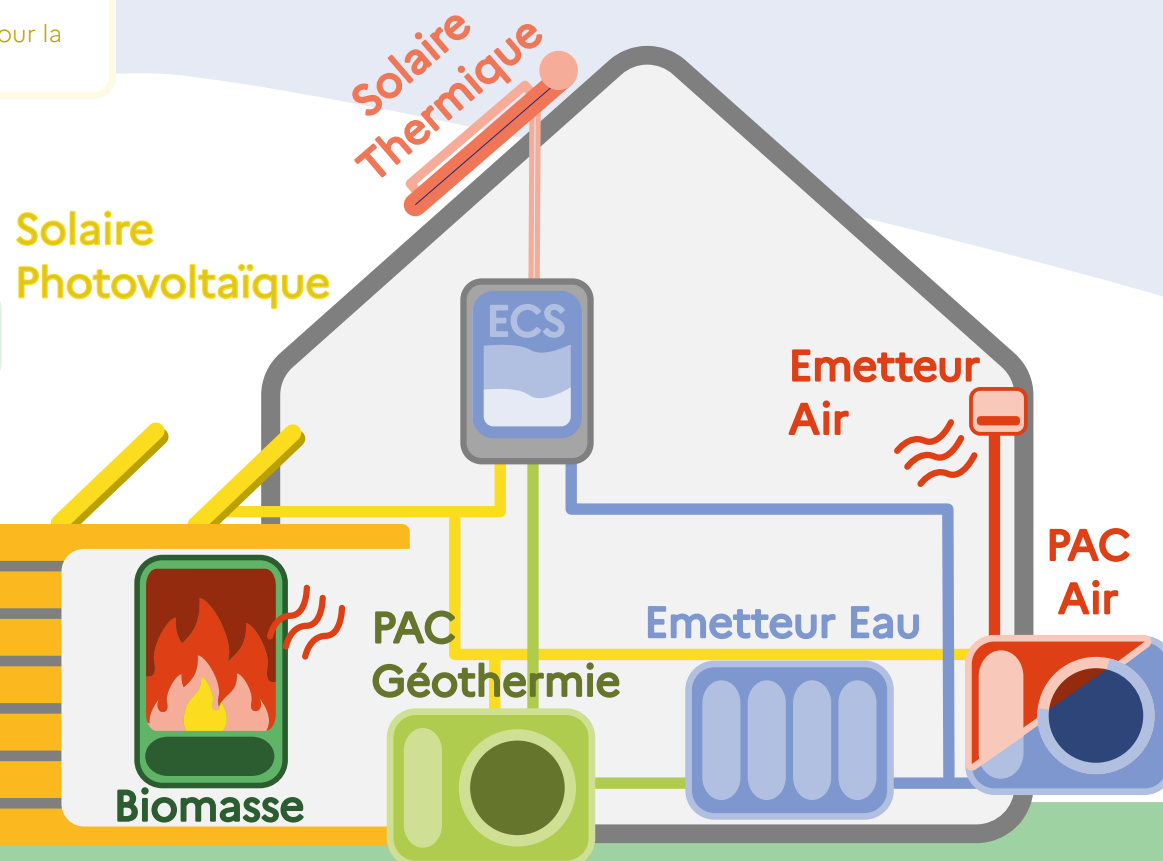 our la
Solaire
Thermique
Solaire
Photovoltaïque
ECS
Emetteur
Air
PAC
Air
PAC
Géothermie
Emetteur Eau
Biomasse